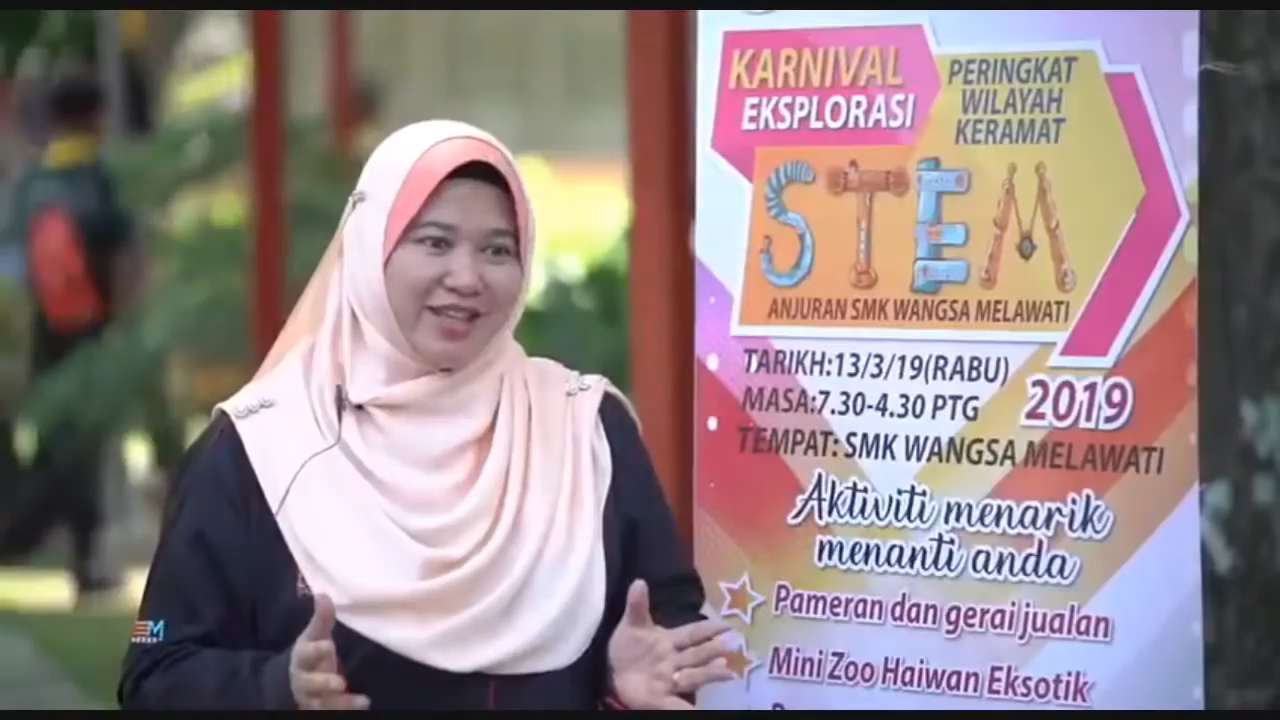 KARNIVAL
EKSPLORASI
PERINGKAT
WILAYAH
KERAMAT
STEM
ANJURAN SMK WANGSA MELAWATI
TARIKH:13/3/19(RABU)
MASA:7.30-4.30 PTG
2019
TEMPAT: SMK WANGSA MELAWATI
Aktiviti menarik
menanti anda
Pameran dan gerai jualan
Mini Zoo Haiwan Eksotik